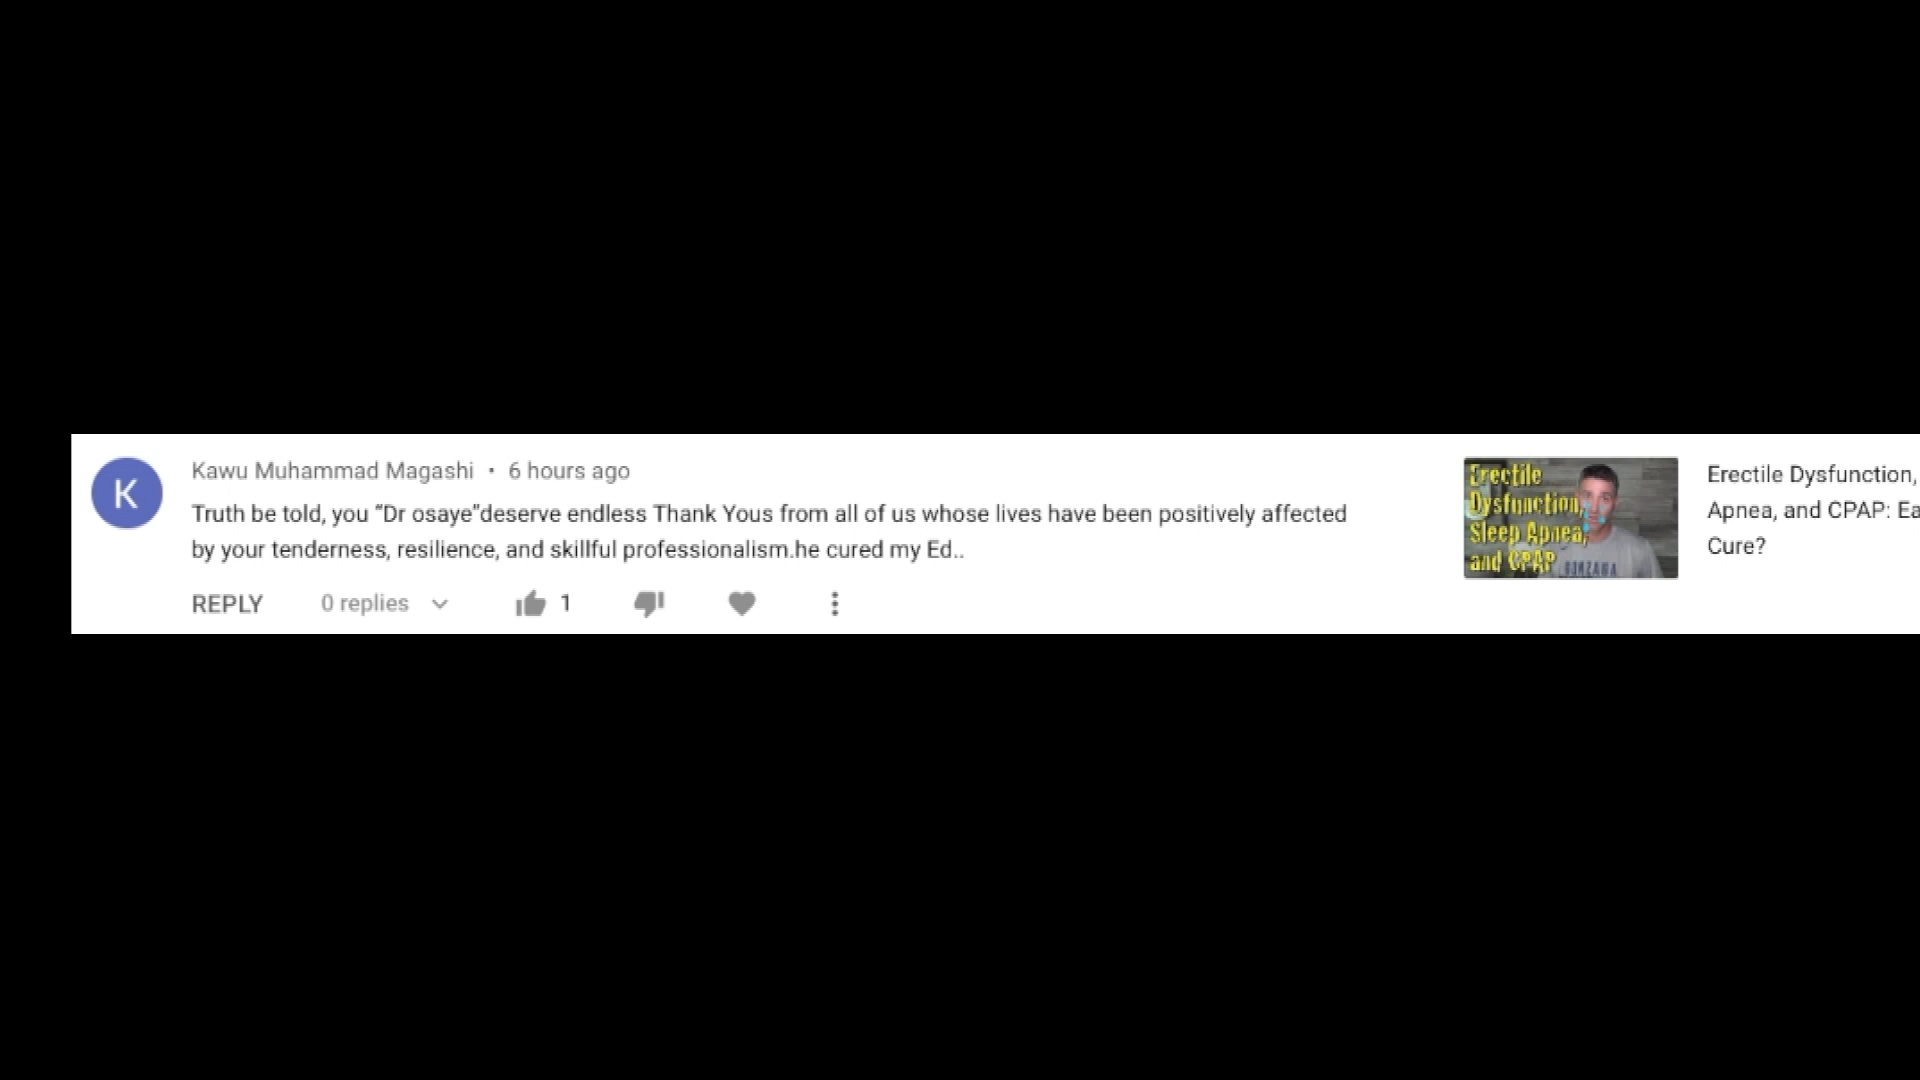 K
Kawu Muhammad Magashi • 6 hours ago
Truth be told, you “Dr osaye”deserve endless Thank Yous from all of us whose lives have been positively affected
by your tenderness, resilience, and skillful professionalism.he cured my Ed..
REPLY 0 replies 1
Erectile
Dysfunction,
Sleep Apnea,
and CPAP
GONZAGA
Erectile Dysfunction,
Apnea, and CPAP: Ea
Cure?